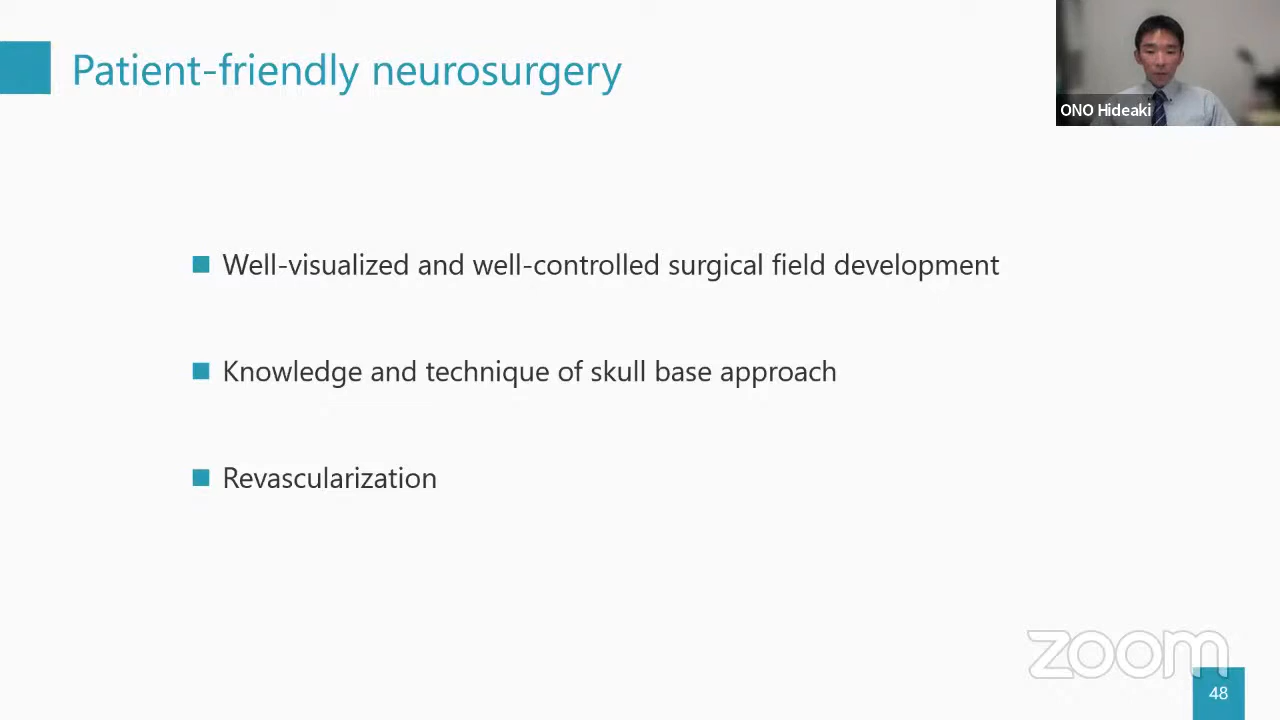 Patient-friendly neurosurgery
ONO Hideaki
Well-visualized and well-controlled surgical field development
Knowledge and technique of skull base approach
Revascularization
zoom
48